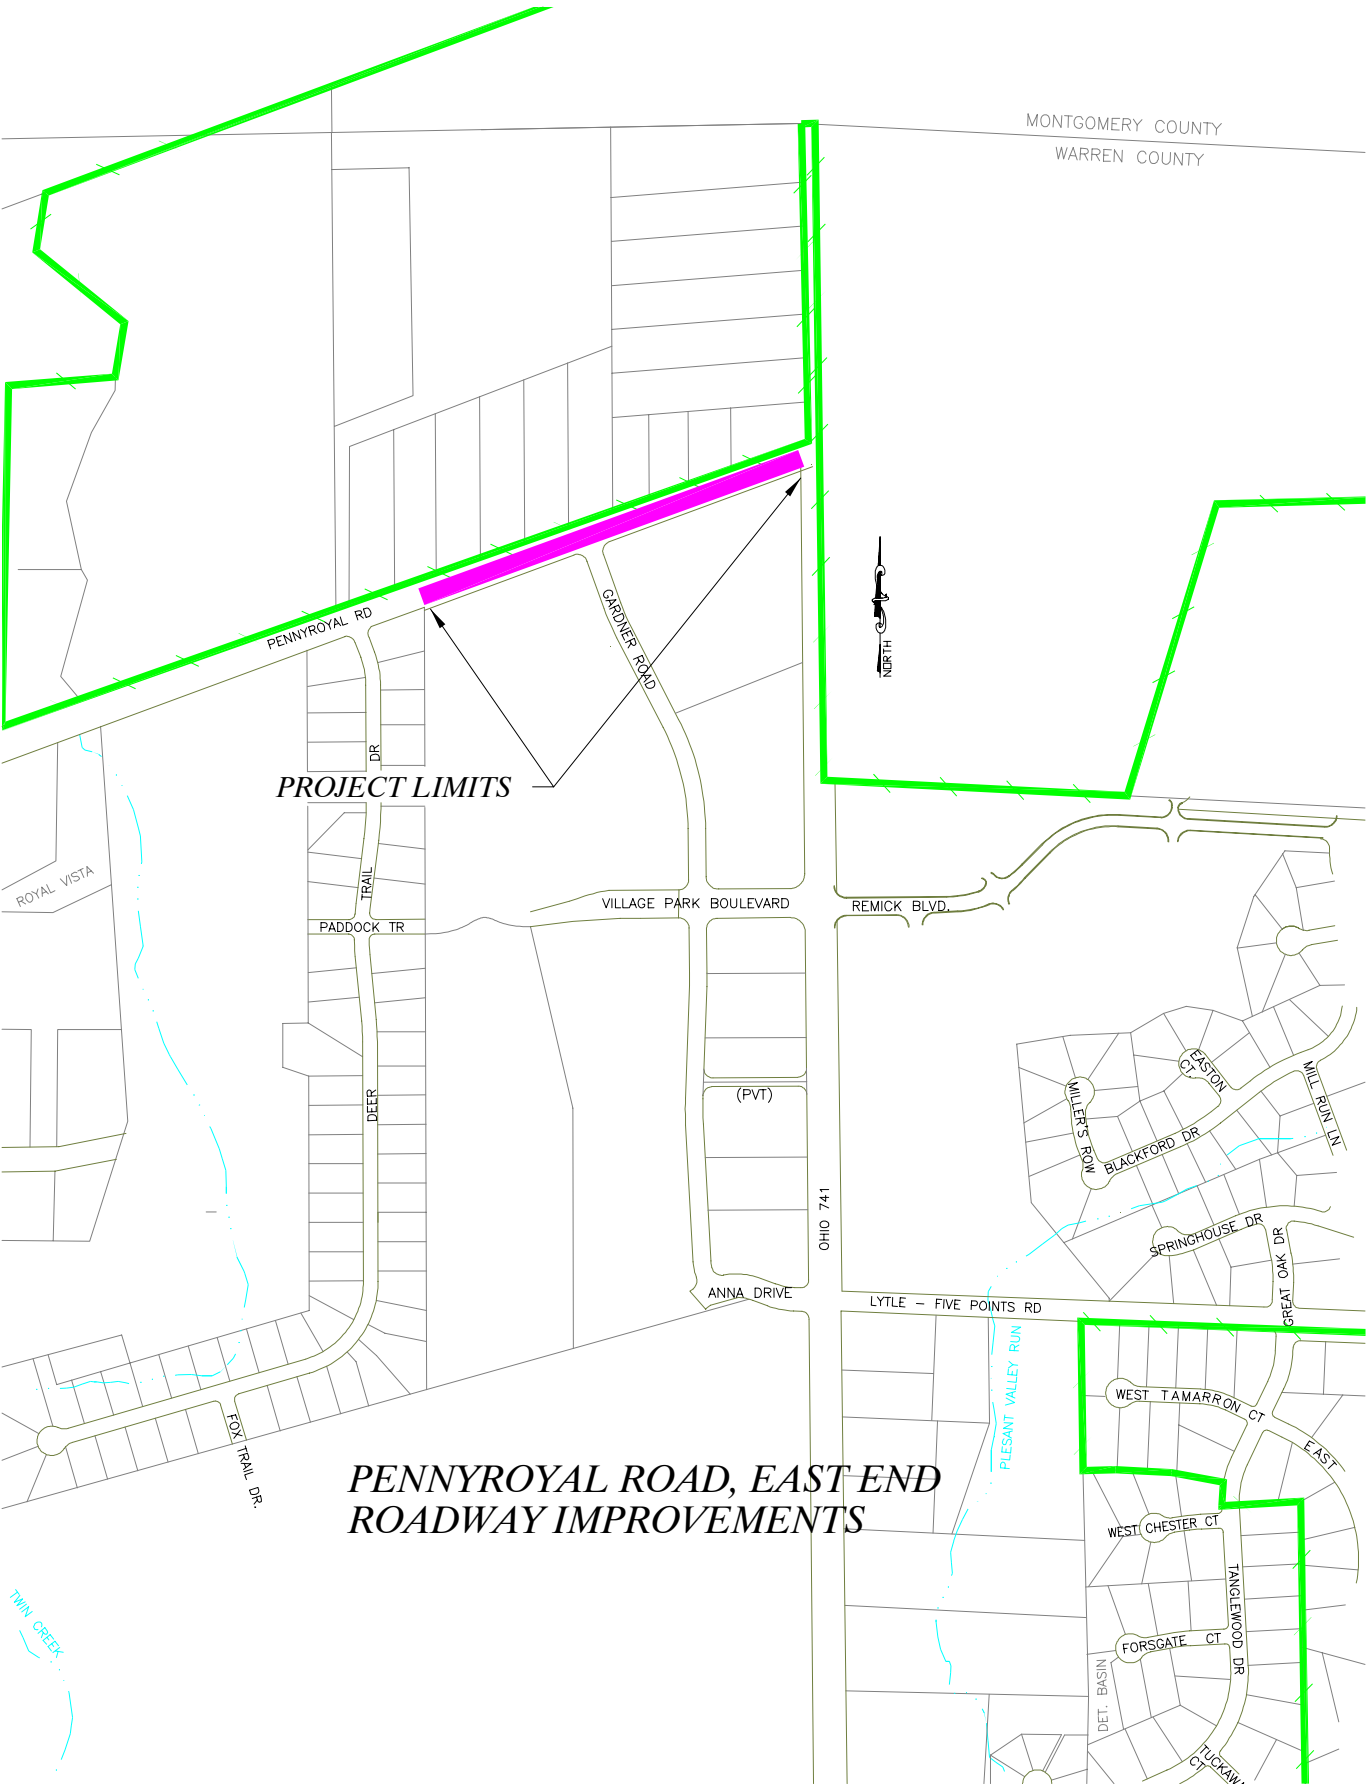 MONTGOMERY COUNTY
WARREN COUNTY
NORTH
PENNYROYAL RD
GARDNER ROAD
DR
PROJECT LIMITS
ROYAL VISTA
TRAIL
PADDOCK TR
VILLAGE PARK BOULEVARD
REMICK BLVD.
EASTON
CT.
MILL RUN LN
MILLER'S ROW
BLACKFORD DR
DEER
(PVT)
OHIO 741
SPRINGHOUSE DR
GREAT OAK DR
ANNA DRIVE
LYTLE - FIVE POINTS RD
PLESANT VALLEY RUN
WEST TAMARRON CT
EAST
FOX TRAIL DR.
PENNYROYAL ROAD, EAST END
ROADWAY IMPROVEMENTS
WEST CHESTER CT
TANGLEWOOD DR
TWIN CREEK
FORSGATE CT
DET. BASIN
CT